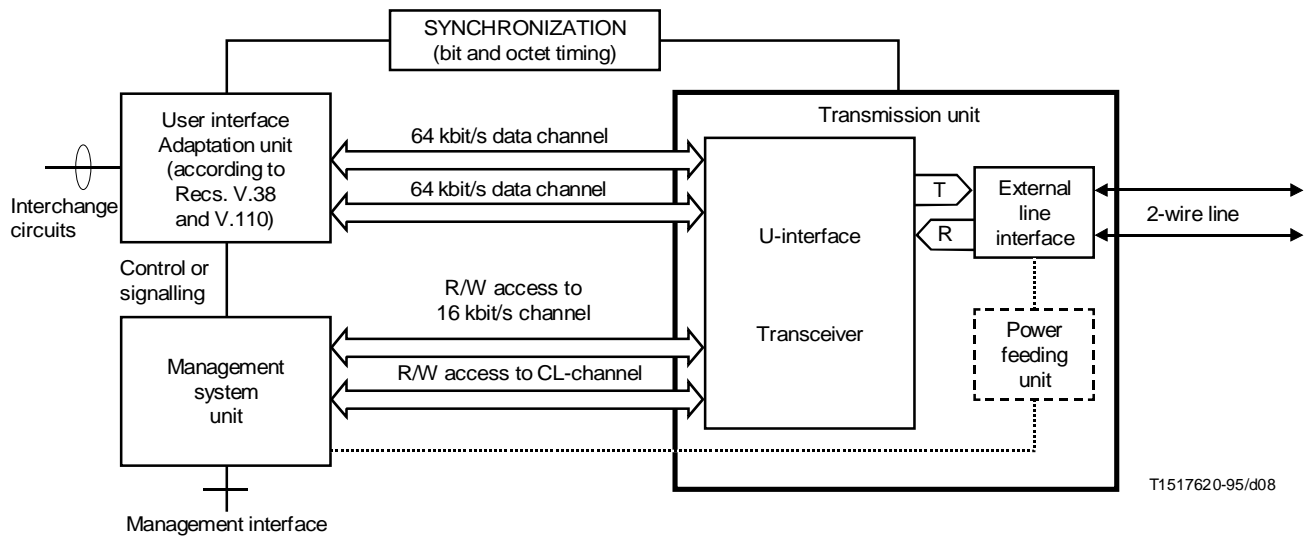 SYNCHRONIZATION
(bit and octet timing)
User interface
Adaptation unit
(according to
Recs. V.38
and V.110)
64 kbit/s data channel
64 kbit/s data channel
Transmission unit
T
R
External
line
interface
2-wire line
Interchange
circuits
U-interface
Transceiver
Control or
signalling
R/W access to
16 kbit/s channel
Power
feeding
unit
Management
system
unit
R/W access to CL-channel
T1517620-95/d08
Management interface